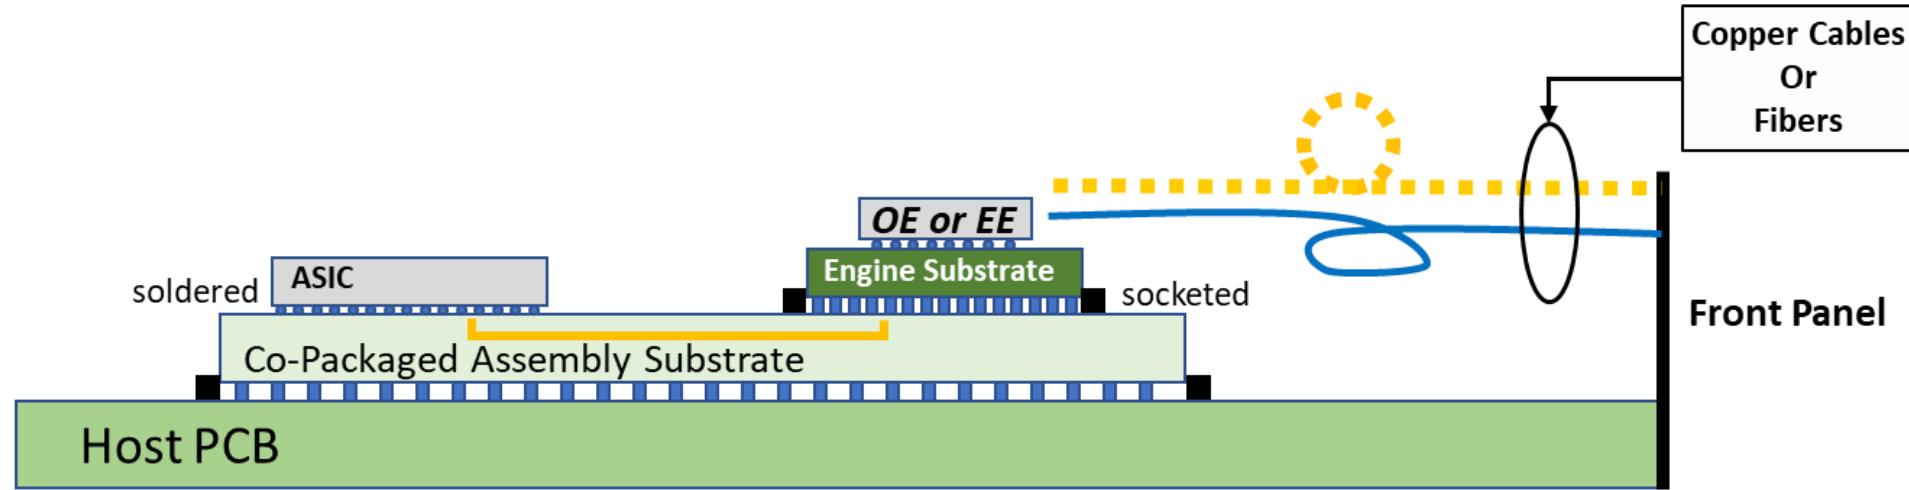 Copper Cables
Or
Fibers
OE or EE
Engine Substrate
ASIC
soldered
socketed
Front Panel
Co-Packaged Assembly Substrate
Host PCB